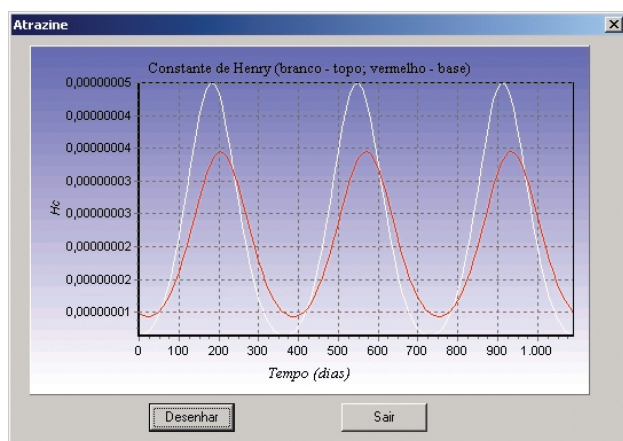 Atrazine
Constante de Henry (branco - topo; vermelho - base)
0,00000005
0,00000004
0,00000004
0,00000003
0,00000003
0,00000002
0,00000002
0,00000001
Hc
0 100 200 300 400 500 600 700 800 900 1.000
Tempo (dias)
Desenhar Sair